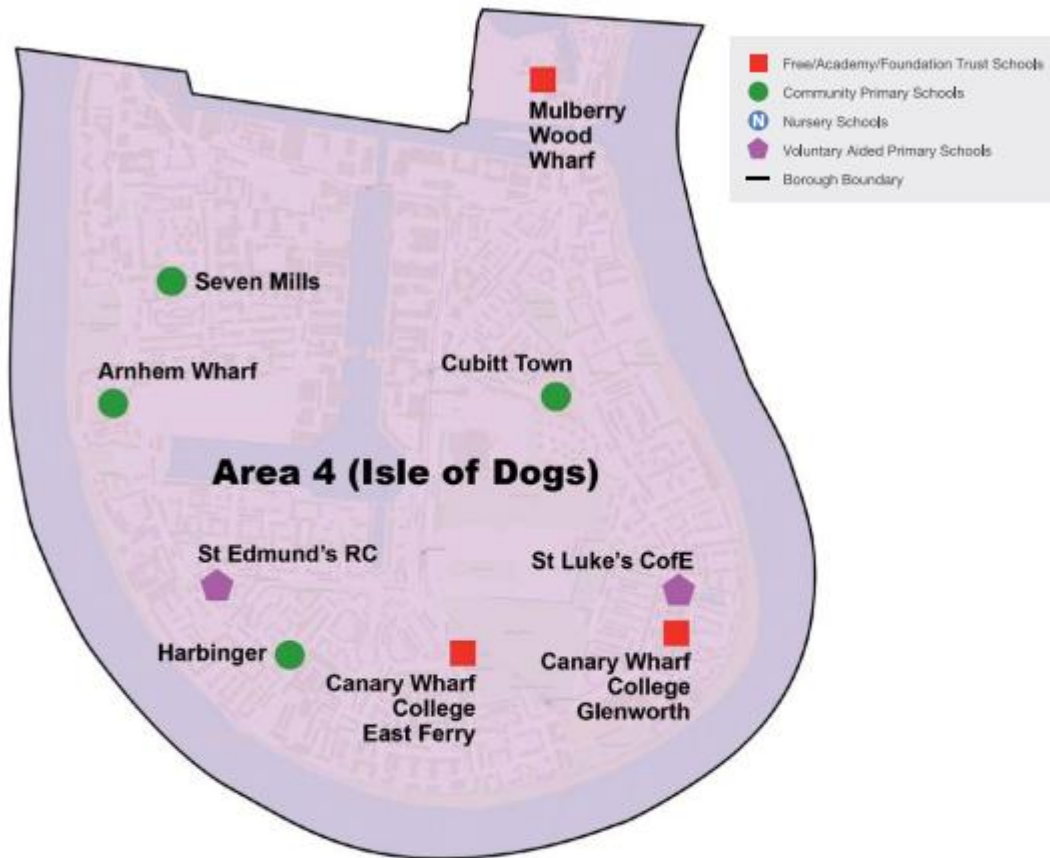 Free/Academy/Foundation Trust Schools
Community Primary Schools
N
Nursery Schools
Voluntary Aided Primary Schools
Borough Boundary
Mulberry
Wood
Wharf
Seven Mills
Arnhem Wharf
Cubitt Town
Area 4 (Isle of Dogs)
St Edmund's RC
St Luke's CofE
Harbinger
Canary Wharf
College
East Ferry
Canary Wharf
College
Glenworth